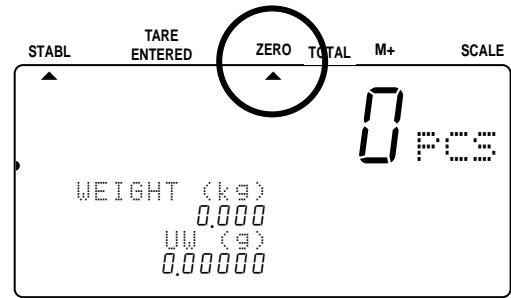 STABL TARE ENTERED ZERO TOTAL M+ SCALE
0 PCS
WEIGHT (kg)
0.000
UW (g)
0.00000